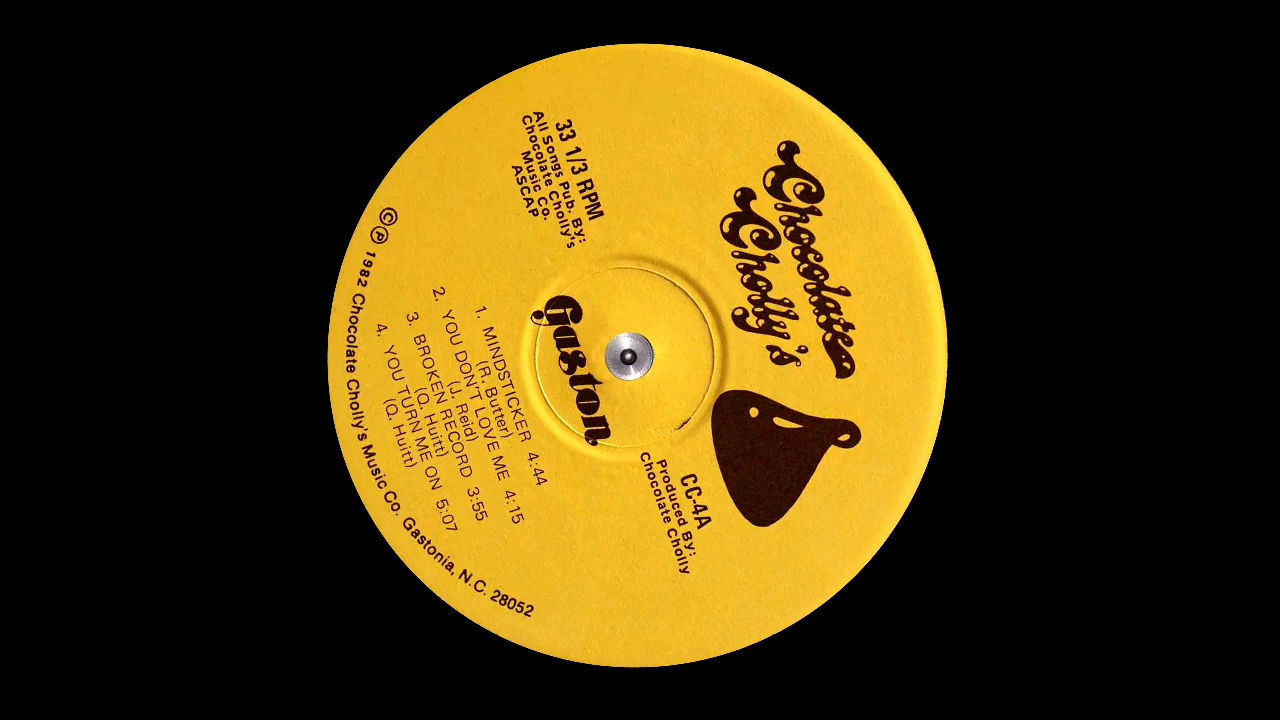 Chocolate
Cholly's
33 1/3 RPM
All Songs Pub. By:
Chocolate Cholly's
Music Co.
ASCAP
CC-4A
Produced By:
Chocolate Cholly
Gaston
1. MINDSTICKER 4:44
(R. Butter)
2. YOU DON'T LOVE ME 4:15
(J. Reid)
3. BROKEN RECORD 3:55
(Q. Huitt)
4. YOU TURN ME ON 5:07
(Q. Huitt)
© ℗ 1982 Chocolate Cholly's Music Co. Gastonia, N.C. 28052